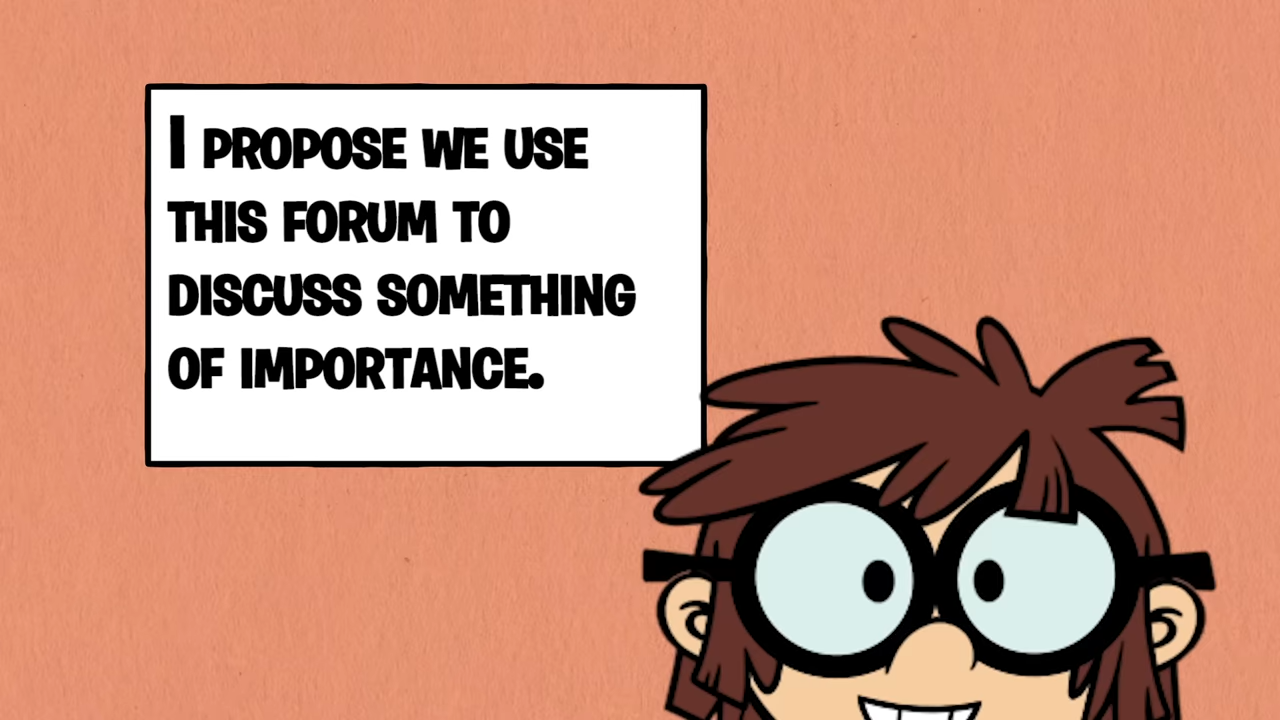 I PROPOSE WE USE
THIS FORUM TO
DISCUSS SOMETHING
OF IMPORTANCE.